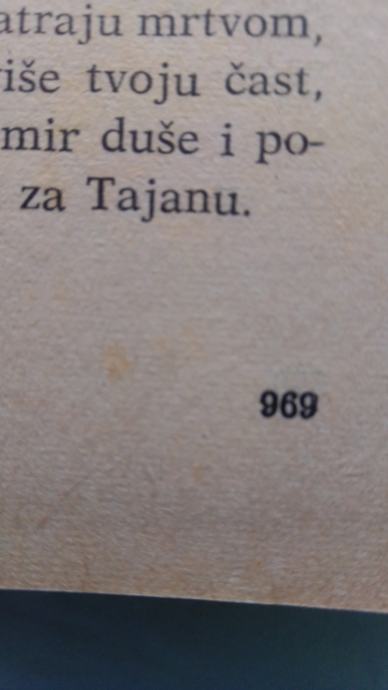 atraju mrtvom,
više tvoju čast,
mir duše i po-
za Tajanu.
969